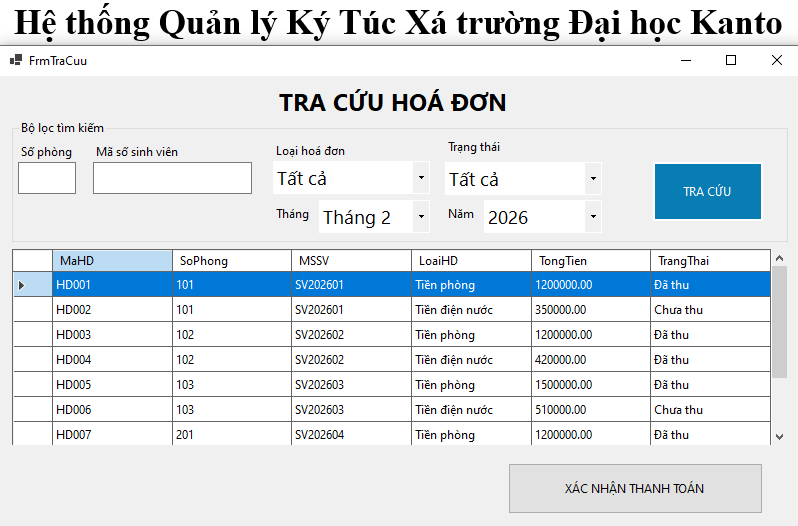 Hệ thống Quản lý Ký Túc Xá trường Đại học Kanto
FrmTraCuu
TRA CỨU HOÁ ĐƠN
Bộ lọc tìm kiếm
Số phòng Mã số sinh viên Loại hoá đơn Trạng thái
Tất cả Tất cả
TRA CỨU
Tháng Tháng 2 Năm 2026
MaHD SoPhong MSSV LoaiHD TongTien TrangThai
HD001 101 SV202601 Tiền phòng 1200000.00 Đã thu
HD002 101 SV202601 Tiền điện nước 350000.00 Chưa thu
HD003 102 SV202602 Tiền phòng 1200000.00 Đã thu
HD004 102 SV202602 Tiền điện nước 420000.00 Đã thu
HD005 103 SV202603 Tiền phòng 1500000.00 Đã thu
HD006 103 SV202603 Tiền điện nước 510000.00 Chưa thu
HD007 201 SV202604 Tiền phòng 1200000.00 Đã thu
XÁC NHẬN THANH TOÁN